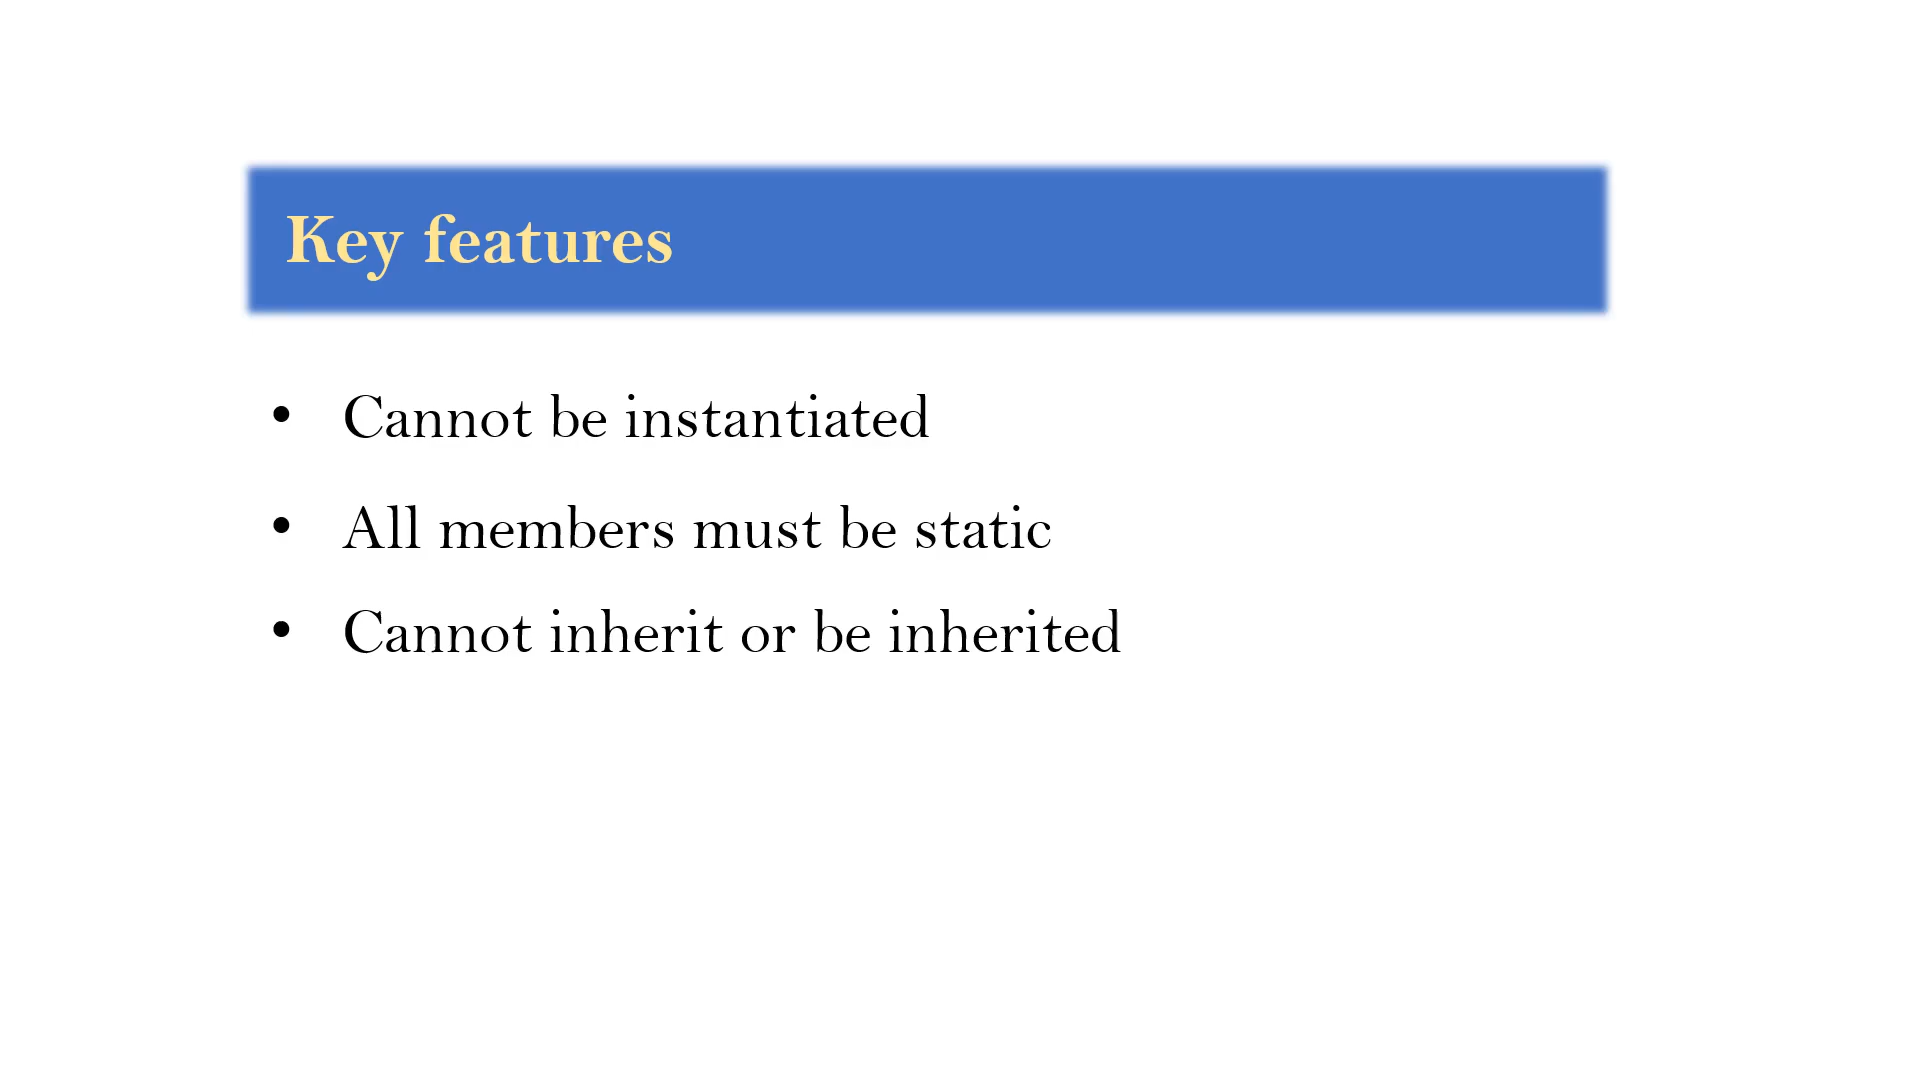 Key features
• Cannot be instantiated
• All members must be static
• Cannot inherit or be inherited